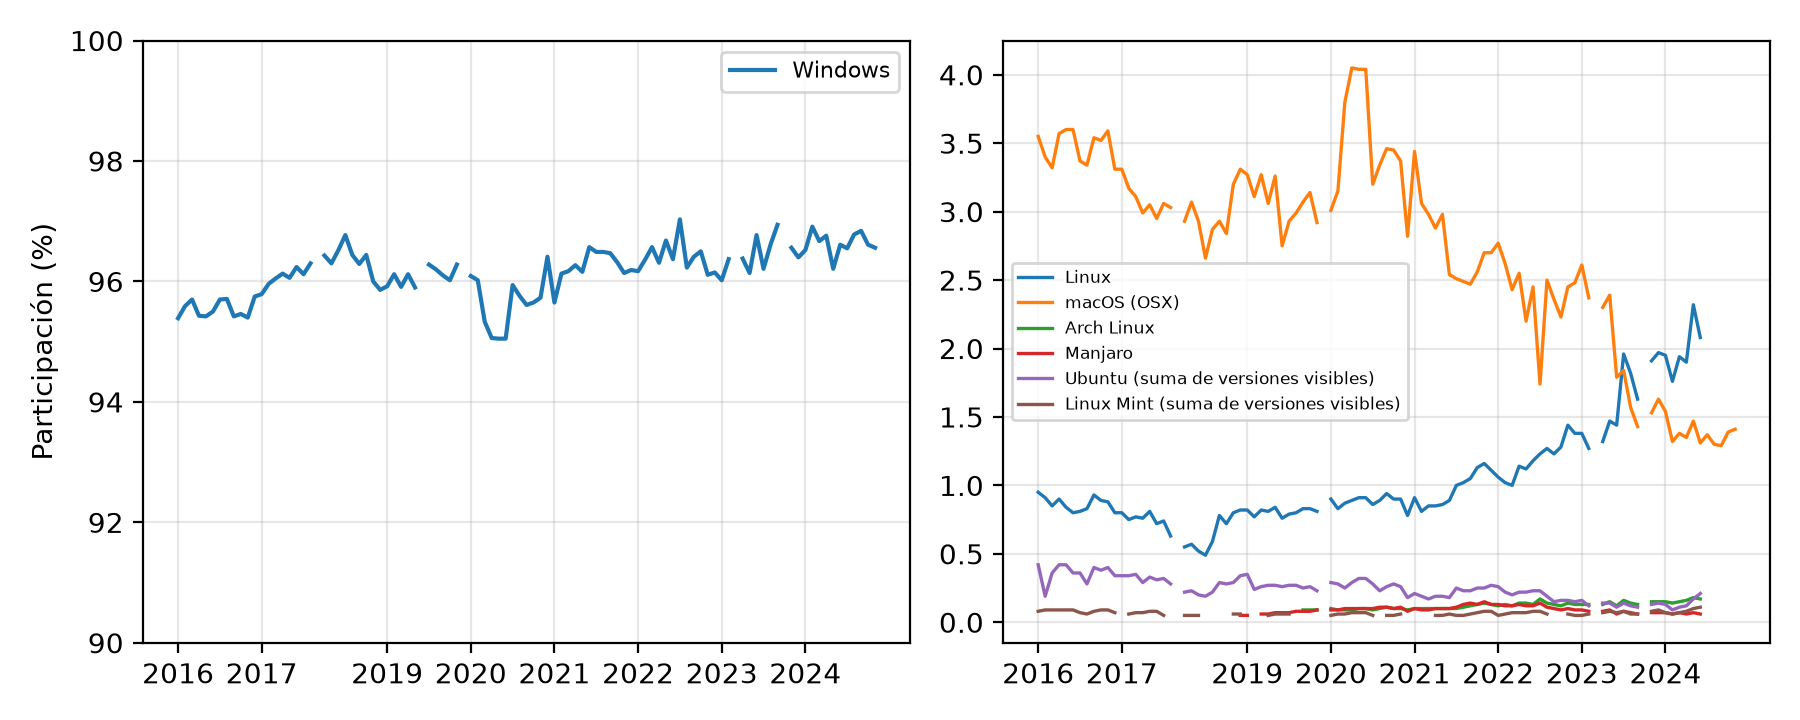 Participación (%)
100
98
96
94
92
90
2016 2017 2019 2020 2021 2022 2023 2024
Windows
4.0
3.5
3.0
2.5
2.0
1.5
1.0
0.5
0.0
2016 2017 2019 2020 2021 2022 2023 2024
Linux
macOS (OSX)
Arch Linux
Manjaro
Ubuntu (suma de versiones visibles)
Linux Mint (suma de versiones visibles)